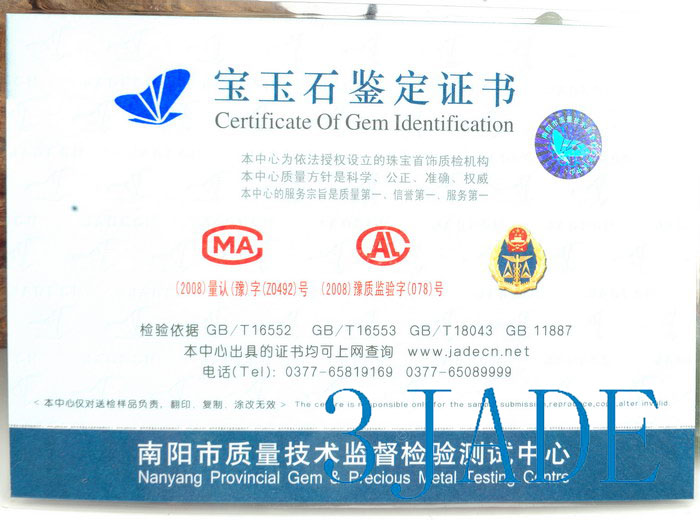 宝玉石鉴定证书
Certificate Of Gem Identification
本中心为依法授权设立的珠宝首饰质检机构
本中心质量方针是科学、公正、准确、权威
本中心的服务宗旨是质量第一、信誉第一、服务第一
MA
AL
(2008)量认(豫)字(Z0492)号
(2008)豫质监验字(078)号
检验依据 GB/T16552 GB/T16553 GB/T18043 GB 11887
本中心出具的证书均可上网查询 www.jadecn.net
电话(Tel): 0377-65819169 0377-65089999
< 本中心仅对送检样品负责，翻印、复制、涂改无效 > The centre is responsible only for the sample, submission, reproduce, copy, alter invalid.
3 JADE
南阳市质量技术监督检验测试中心
Nanyang Provincial Gem & Precious Metal Testing Centre